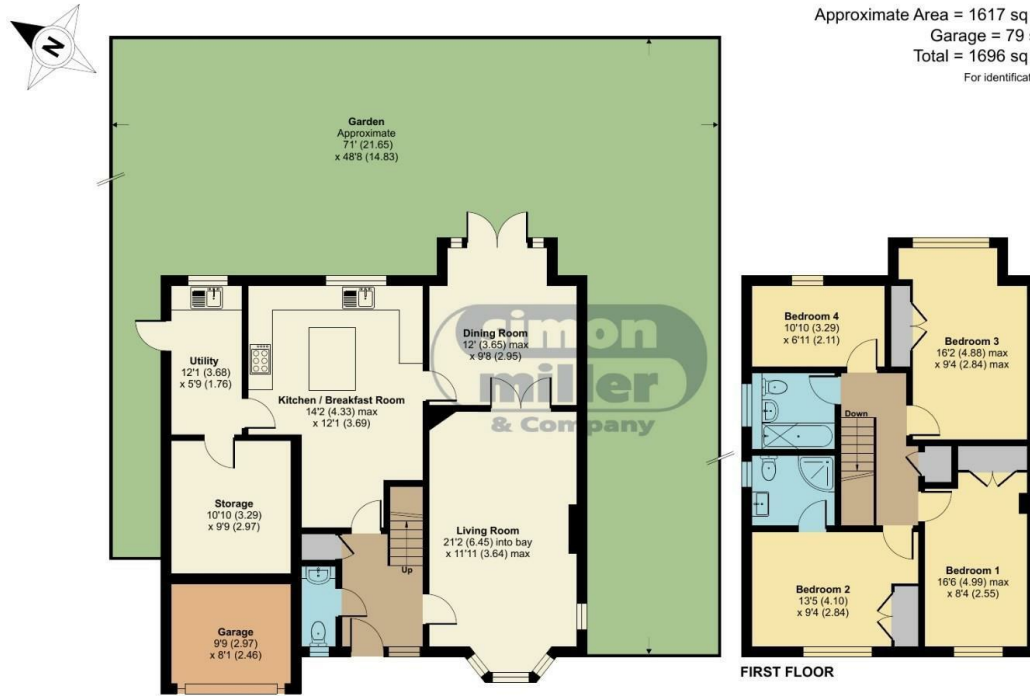 Approximate Area = 1617 sq
Garage = 79
Total = 1696 sq
For
N
Garden
Approximate
71' (21.65)
x 48'8 (14.83)
Utility
12'1 (3.68)
x 5'9 (1.76)
Kitchen / Breakfast Room
14'2 (4.33) max
x 12'1 (3.69)
Dining Room
12' (3.65) max
x 9'8 (2.95)
simon
miller
& Company
Storage
10'10 (3.29)
x 9'9 (2.97)
Living Room
21'2 (6.45) into bay
x 11'11 (3.64) max
Up
Garage
9'9 (2.97)
x 8'1 (2.46)
Bedroom 4
10'10 (3.29)
x 6'11 (2.11)
Bedroom 3
16'2 (4.88) max
x 9'4 (2.84) max
Down
Bedroom 2
13'5 (4.10)
x 9'4 (2.84)
Bedroom 1
16'6 (4.99) max
x 8'4 (2.55)
FIRST FLOOR